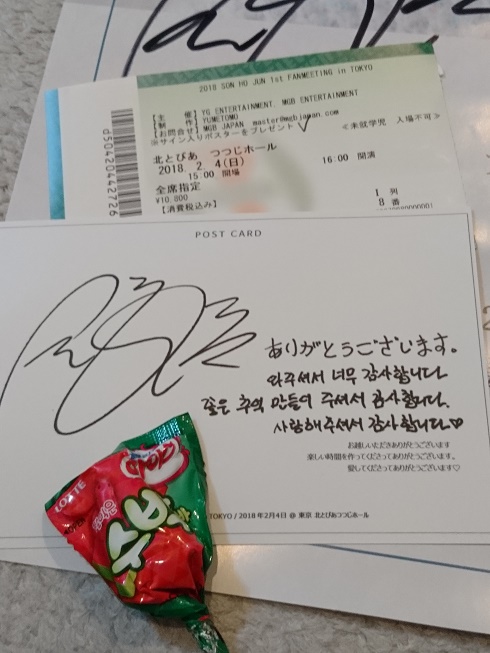 2018 SON HO JUN 1st FANMEETING in TOKYO
【主　催】YG ENTERTAINMENT. MGB ENTERTAINMENT
【制　作】YUMETOMO
【お問合せ】MGB JAPAN master@mgbjapan.com
※サイン入りポスターをプレゼント
<未就学児　入場不可>
北とぴあ　つつじホール
2018. 2. 4(日)
16:00 開演
15:00 開場
全席指定
¥10,800
【消費税込み】
1 列
8 番
d50420442726
POST CARD
ありがとうございます。
와주셔서 너무 감사합니다
좋은 추억 만들어 주셔서 감사합니다.
사랑해주셔서 감사합니다♡
お越しいただきありがとうございます
楽しい時間を作ってくださってありがとうございます
愛してくださってありがとうございます♡
TOKYO / 2018年2月4日 @ 東京 北とぴあつつじホール
LOTTE
수박